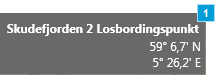 1
Skudefjorden 2 Losbordingspunkt
59° 6,7' N
5° 26,2' E